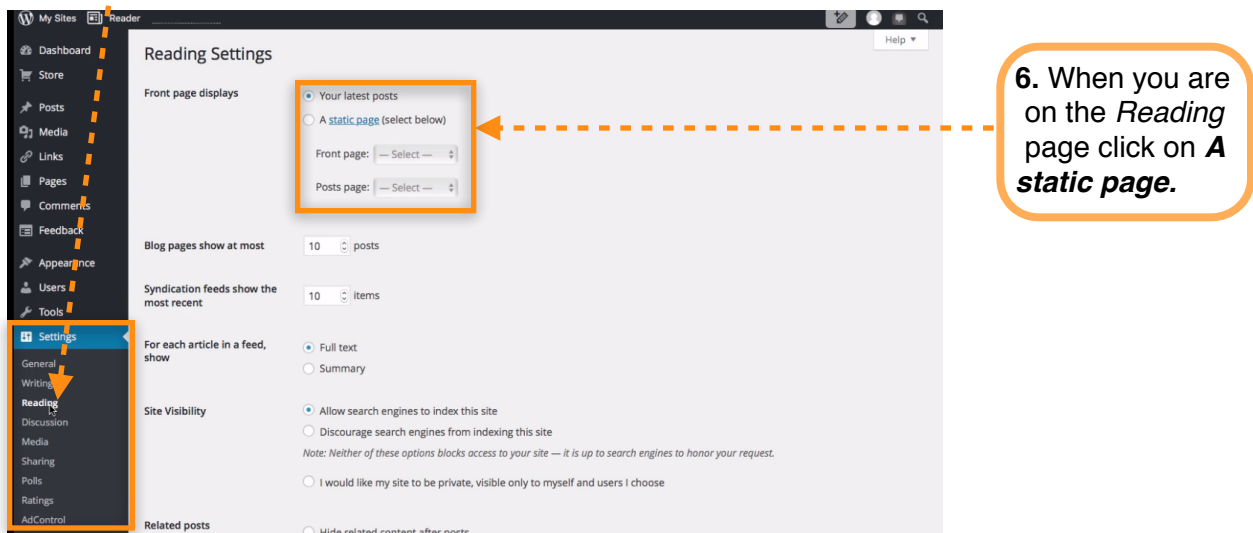 My Sites Reader
Help ▼
Dashboard
Store
Posts
Media
Links
Pages
Comments
Feedback
Appearance
Users
Tools
Settings
General
Writing
Reading
Discussion
Media
Sharing
Polls
Ratings
AdControl
Reading Settings
Front page displays
Your latest posts
A static page (select below)
Front page: — Select —
Posts page: — Select —
Blog pages show at most
10 posts
Syndication feeds show the
most recent
10 items
For each article in a feed,
show
Full text
Summary
Site Visibility
Allow search engines to index this site
Discourage search engines from indexing this site
Note: Neither of these options blocks access to your site — it is up to search engines to honor your request.
I would like my site to be private, visible only to myself and users I choose
Related posts
Hide related content after posts
6. When you are
on the Reading
page click on A
static page.